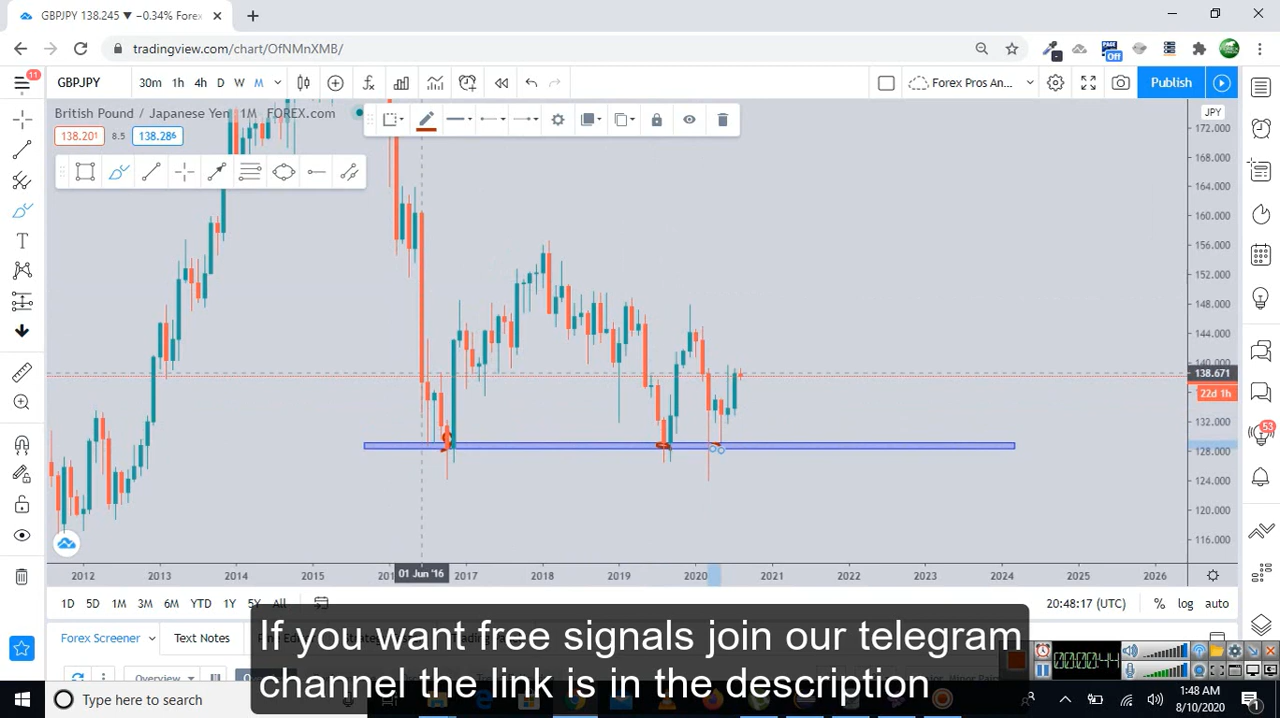 GBPJPY 138.245 ▼ −0.34% Forex
tradingview.com/chart/OfNMnXMB/
Off
11
GBPJPY
30m 1h 4h D W M
Forex Pros An...
Publish
British Pound / Japanese Yen 1M FOREX.com
JPY
138.20¹ 8.5 138.28⁶
172.000
168.000
164.000
160.000
156.000
152.000
148.000
144.000
140.000
138.671
22d 1h
132.000
128.000
124.000
120.000
116.000
53
2012 2013 2014 2015 201 01 Jun '16 2017 2018 2019 2020 2021 2022 2023 2024 2025 2026
1D 5D 1M 3M 6M YTD 1Y 5Y All
20:48:17 (UTC) % log auto
Forex Screener Text Notes
If you want free signals join our telegram
channel the link is in the description
Overview
Type here to search
1:48 AM
8/10/2020